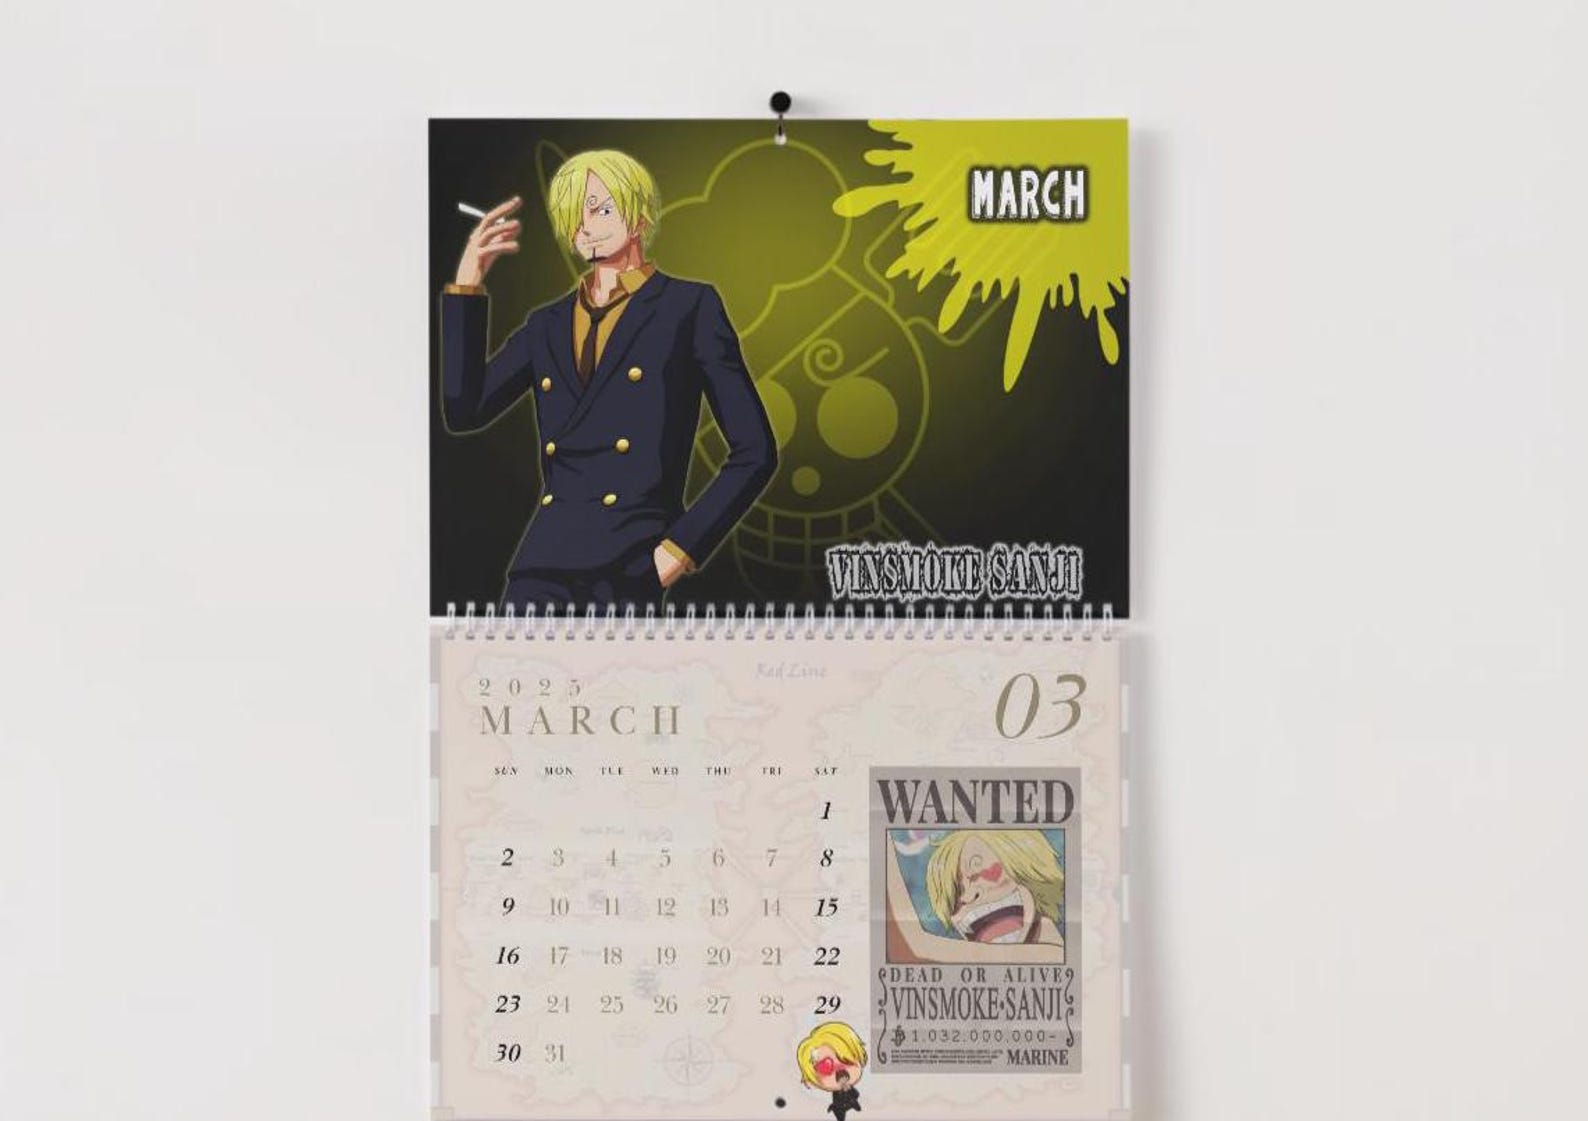 MARCH
VINSMOKE SANJI
Red Line
2025
MARCH
03
SUN MON TUE WED THU FRI SAT
1
2 3 4 5 6 7 8
9 10 11 12 13 14 15
16 17 18 19 20 21 22
23 24 25 26 27 28 29
30 31
WANTED
DEAD OR ALIVE
VINSMOKE•SANJI
1.032.000.000-
MARINE